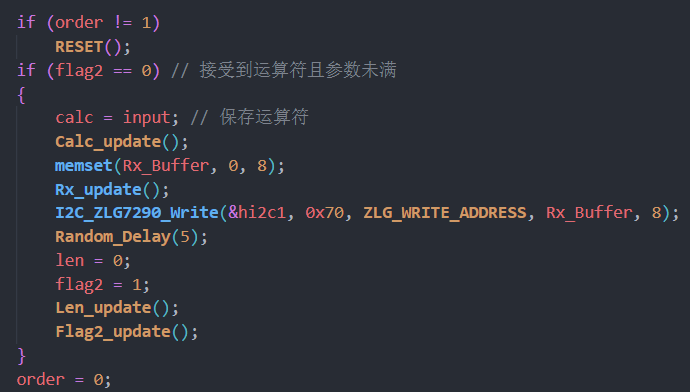 if (order != 1)
    RESET();
if (flag2 == 0) // 接受到运算符且参数未满
{
    calc = input; // 保存运算符
    Calc_update();
    memset(Rx_Buffer, 0, 8);
    Rx_update();
    I2C_ZLG7290_Write(&hi2c1, 0x70, ZLG_WRITE_ADDRESS, Rx_Buffer, 8);
    Random_Delay(5);
    len = 0;
    flag2 = 1;
    Len_update();
    Flag2_update();
}
order = 0;